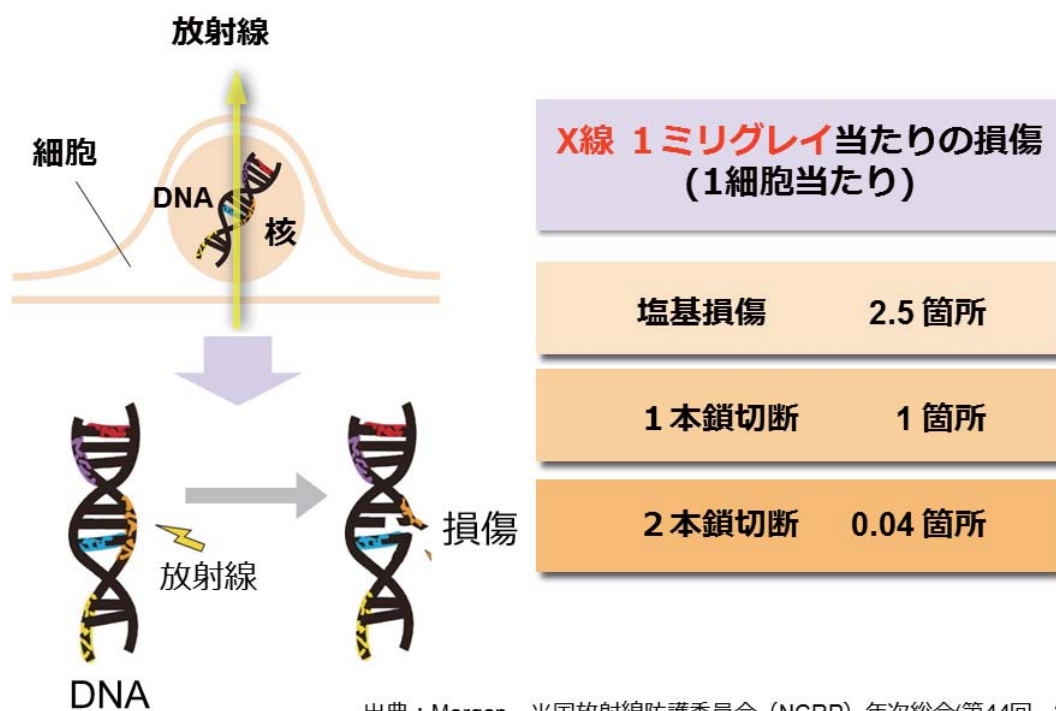 放射線
細胞
DNA
核
放射線
損傷
DNA
X線 1ミリグレイ当たりの損傷
(1細胞当たり)
塩基損傷 2.5 箇所
1本鎖切断 1 箇所
2本鎖切断 0.04 箇所
出典:Morgan, 米国放射線防護委員会(NCRP)年次総会(第44回